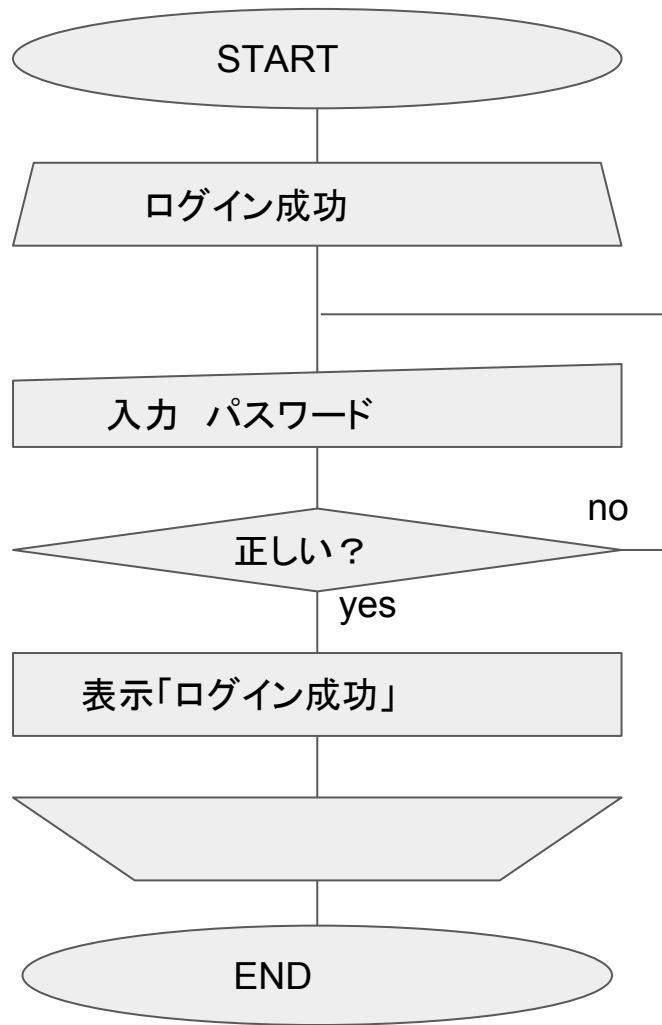 START
ログイン成功
入力　パスワード
正しい？
no
yes
表示「ログイン成功」
END